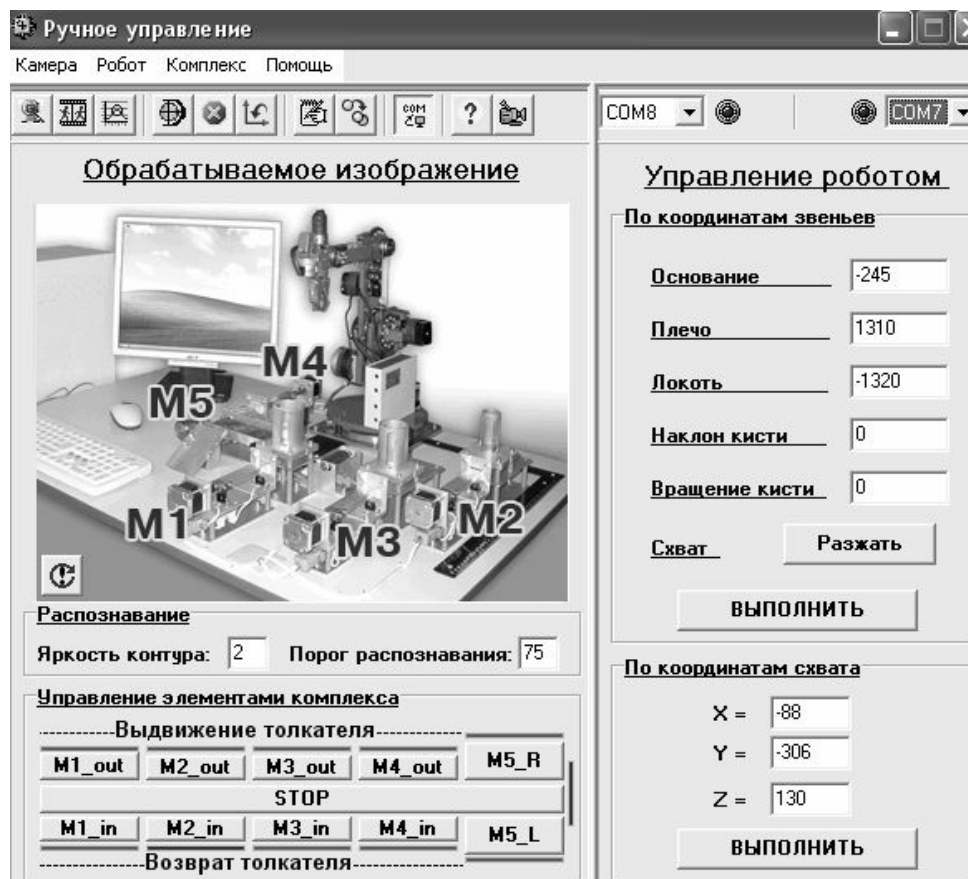 Ручное управление
Камера Робот Комплекс Помощь
COM
?
COM8
COM7
Обрабатываемое изображение
M4
M5
M1
M3
M2
Распознавание
Яркость контура: 2 Порог распознавания: 75
Управление элементами комплекса
Выдвижение толкателя
M1_out M2_out M3_out M4_out M5_R
STOP
M1_in M2_in M3_in M4_in M5_L
Возврат толкателя
Управление роботом
По координатам звеньев
Основание -245
Плечо 1310
Локоть -1320
Наклон кисти 0
Вращение кисти 0
Схват Разжать
ВЫПОЛНИТЬ
По координатам схвата
X = -88
Y = -306
Z = 130
ВЫПОЛНИТЬ